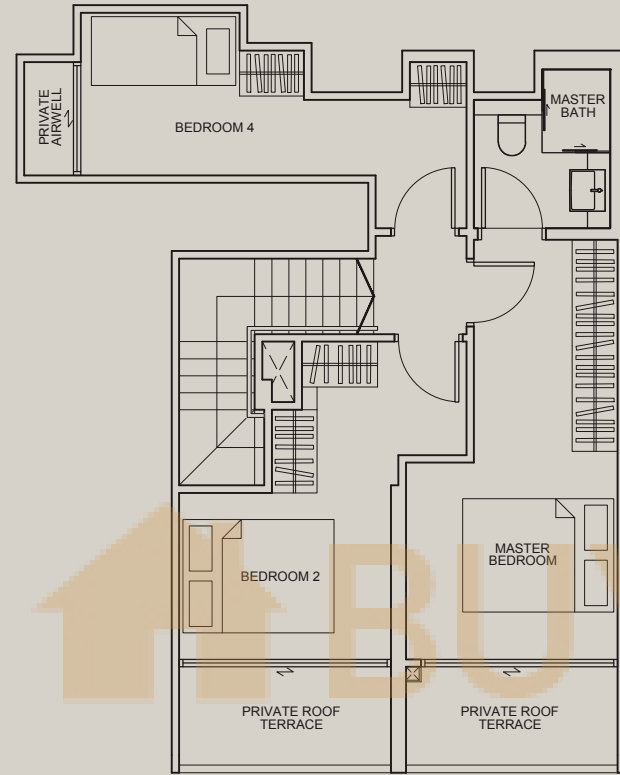 PRIVATE
AIRWELL
BEDROOM 4
MASTER
BATH
BEDROOM 2
MASTER
BEDROOM
PRIVATE ROOF
TERRACE
PRIVATE ROOF
TERRACE
BU